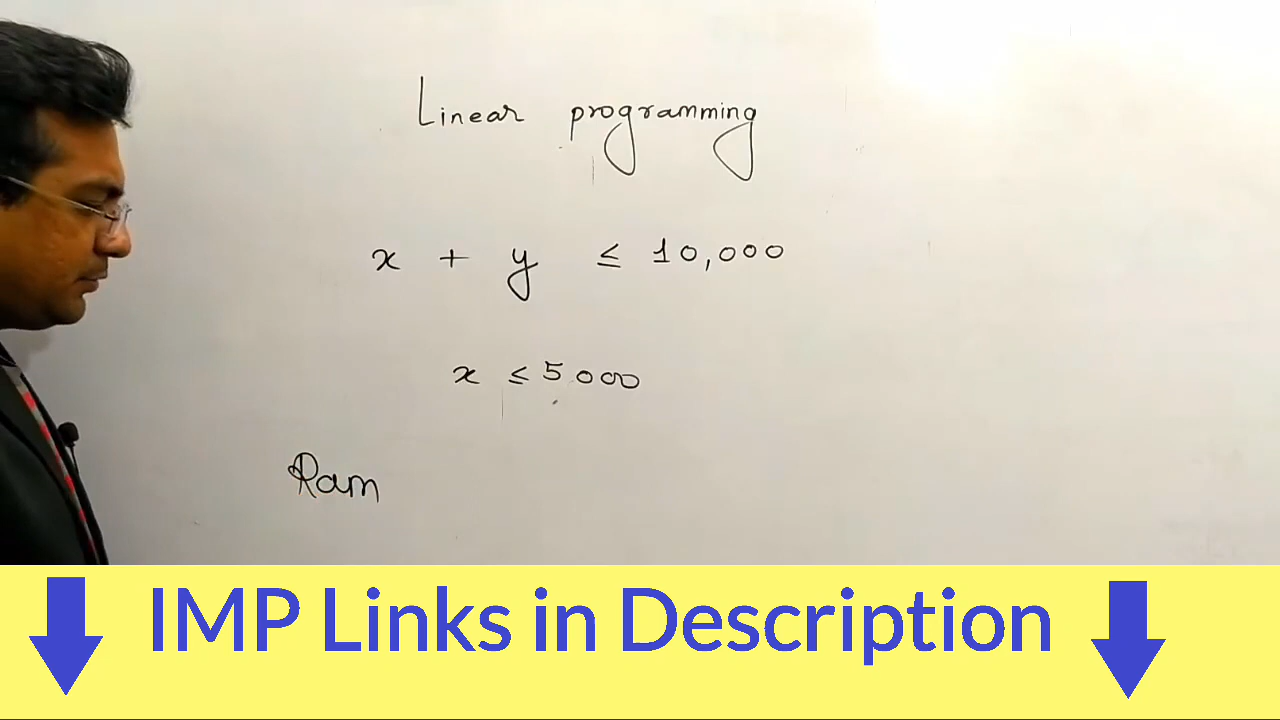 Linear programming
x + y ≤ 10,000
x ≤ 5000
Ram
IMP Links in Description